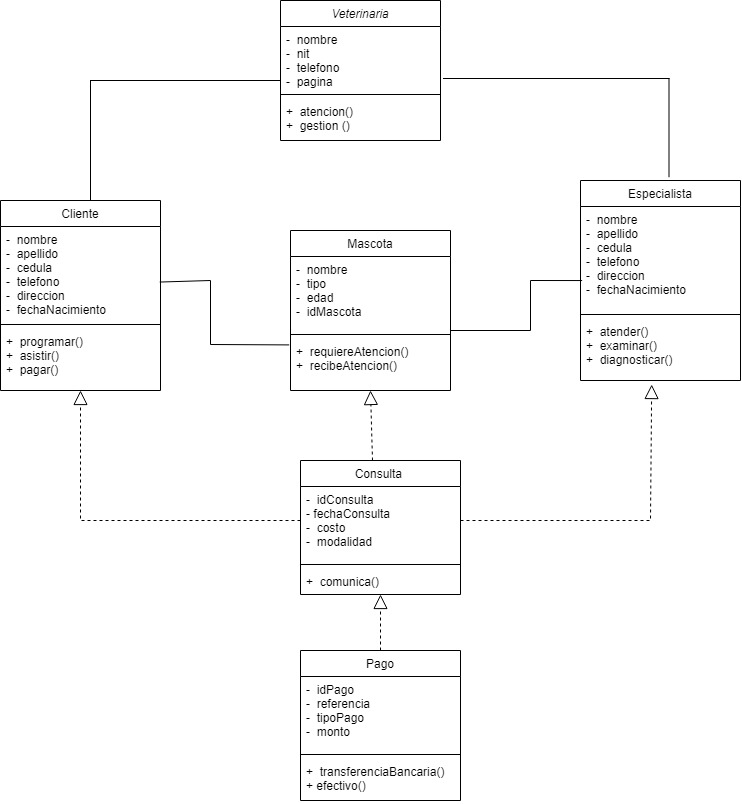 Veterinaria
- nombre
- nit
- telefono
- pagina
+ atencion()
+ gestion ()
Cliente
- nombre
- apellido
- cedula
- telefono
- direccion
- fechaNacimiento
+ programar()
+ asistir()
+ pagar()
Mascota
- nombre
- tipo
- edad
- idMascota
+ requiereAtencion()
+ recibeAtencion()
Especialista
- nombre
- apellido
- cedula
- telefono
- direccion
- fechaNacimiento
+ atender()
+ examinar()
+ diagnosticar()
Consulta
- idConsulta
- fechaConsulta
- costo
- modalidad
+ comunica()
Pago
- idPago
- referencia
- tipoPago
- monto
+ transferenciaBancaria()
+ efectivo()